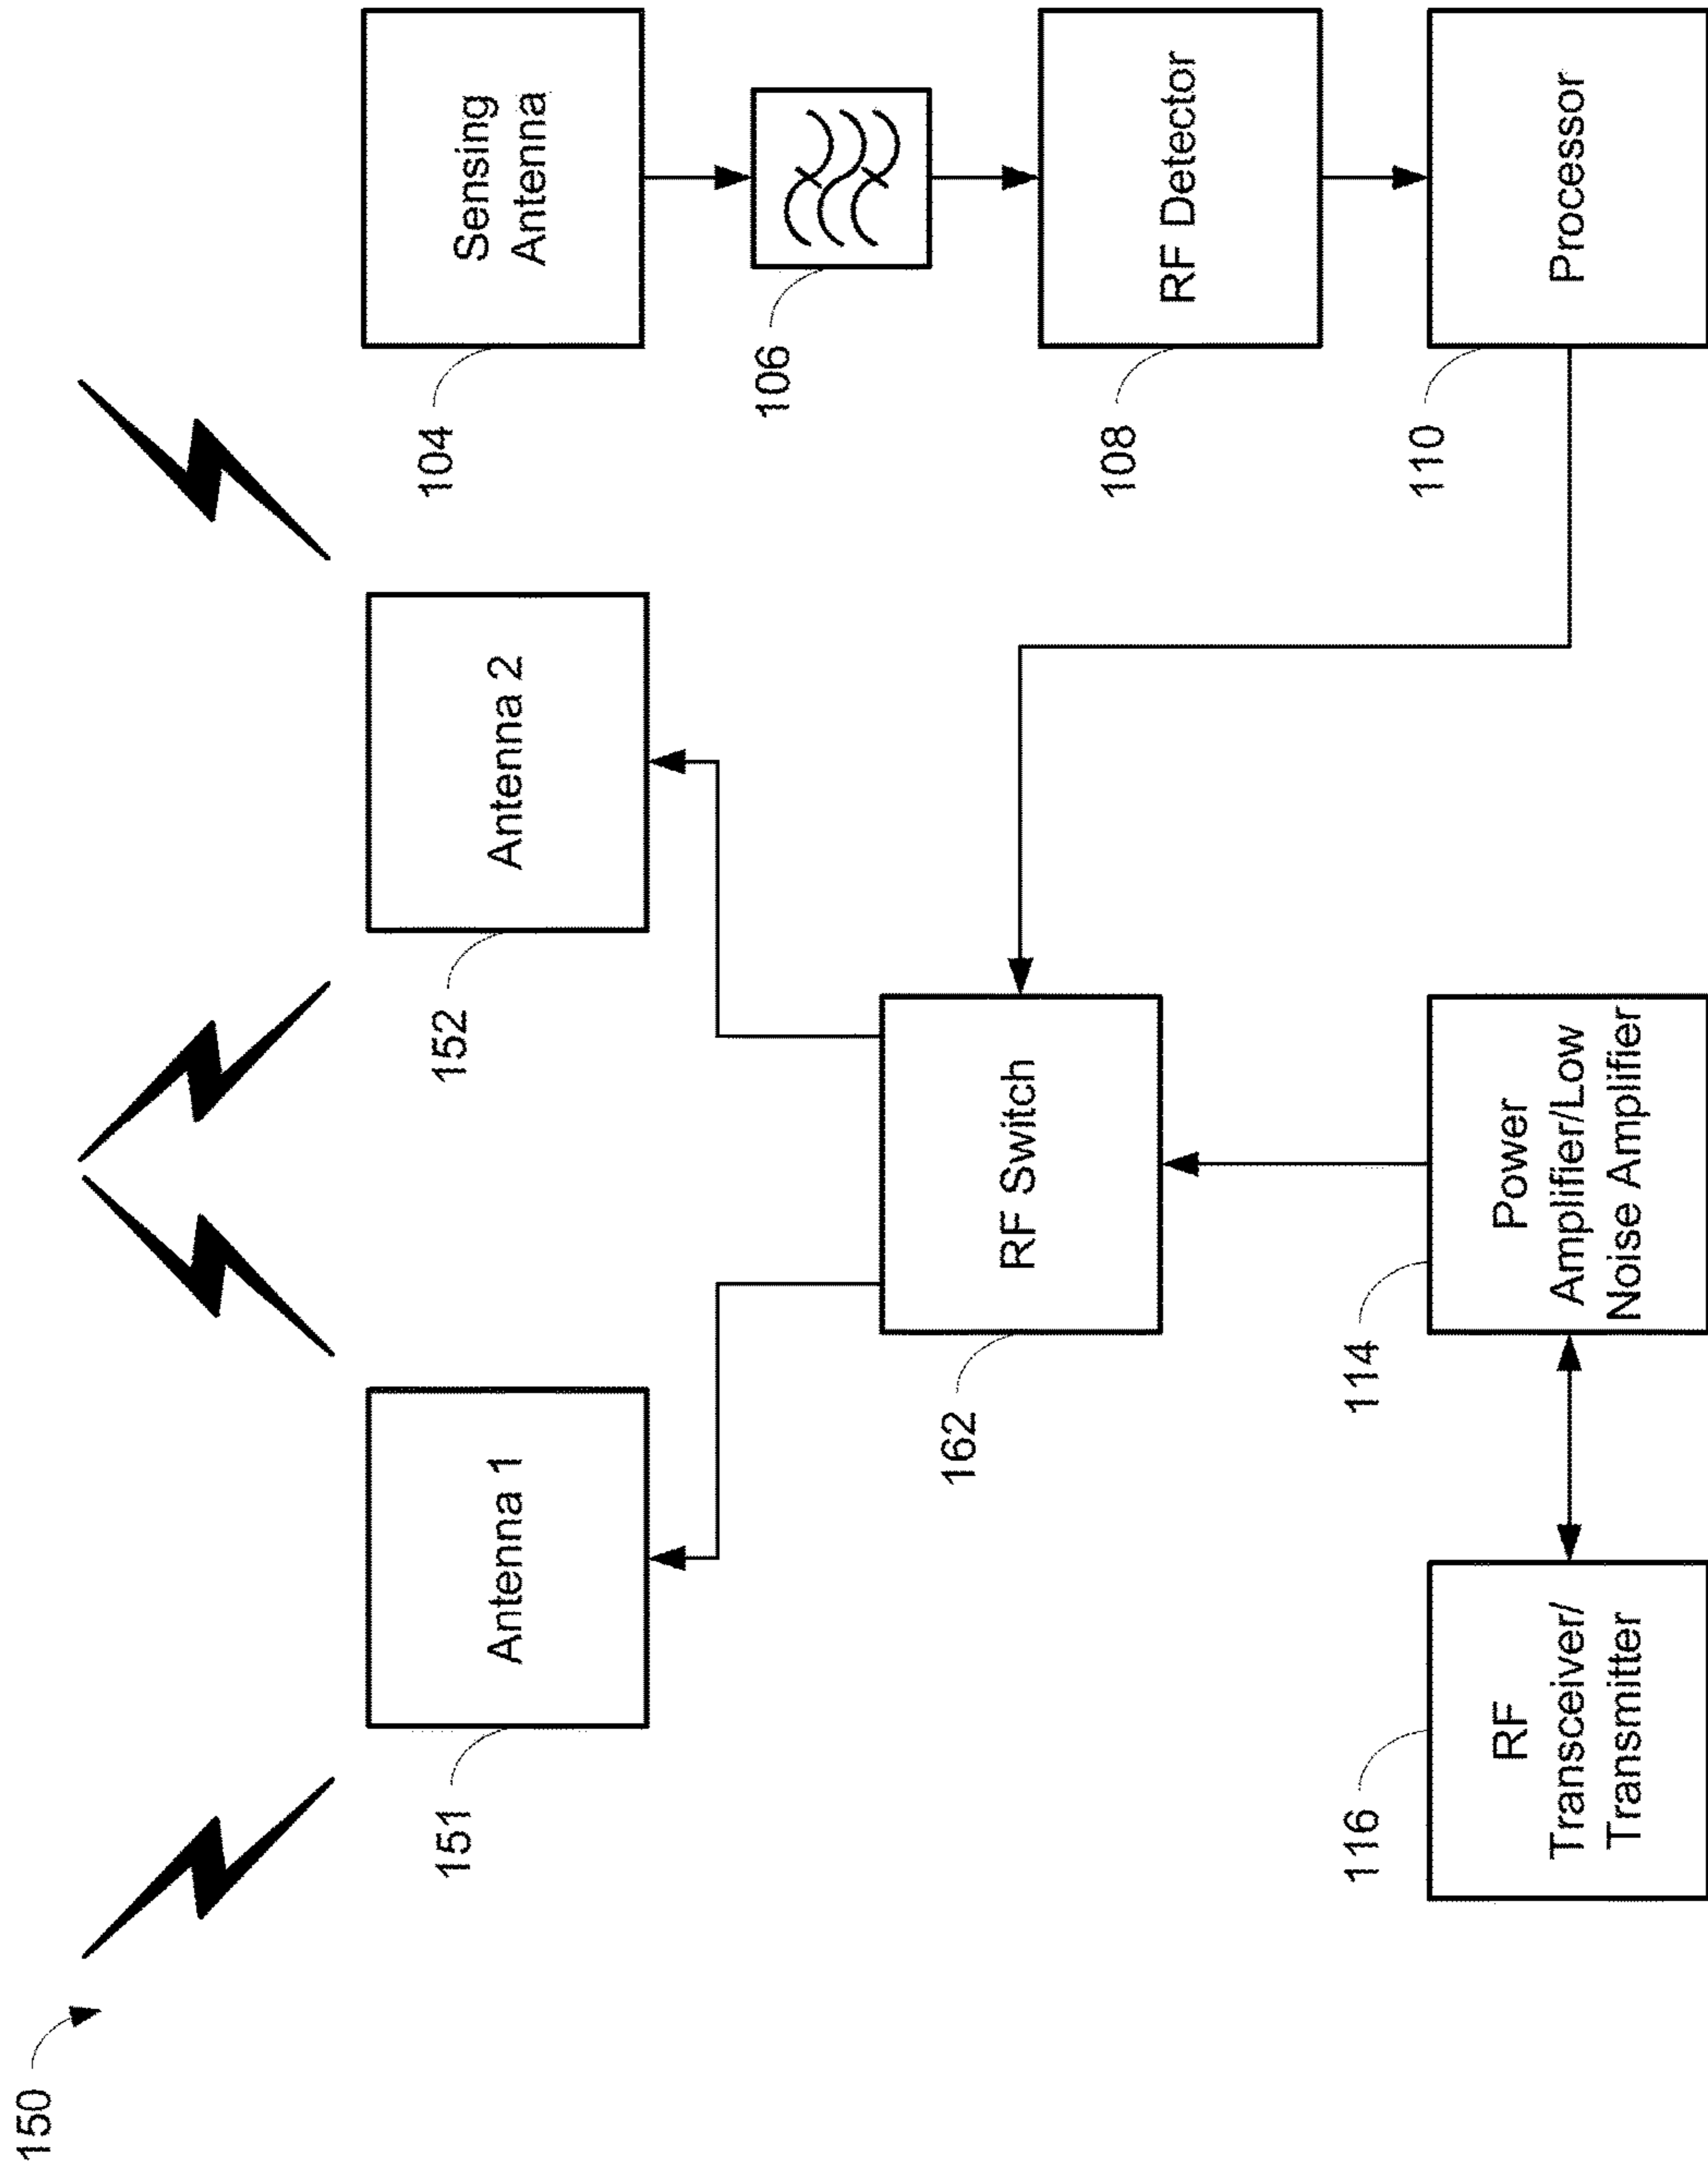 150
Antenna 1
151
Antenna 2
152
Sensing
Antenna
104
106
RF Detector
108
Processor
110
RF Switch
162
Power
Amplifier/Low
Noise Amplifier
114
RF
Transceiver/
Transmitter
116